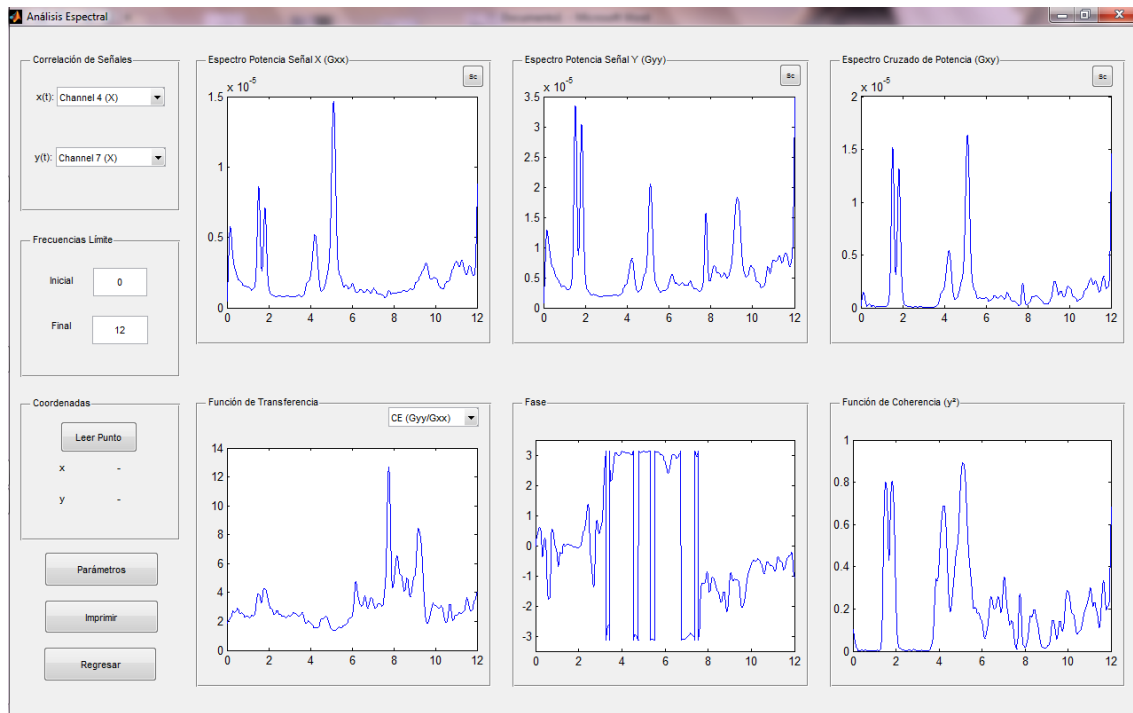 Análisis Espectral
Documento1 - Microsoft Word
Correlación de Señales
x(t): Channel 4 (X)
y(t): Channel 7 (X)
Frecuencias Límite
Inicial 0
Final 12
Coordenadas
Leer Punto
x -
y -
Parámetros
Imprimir
Regresar
Espectro Potencia Señal X (Gxx)
Sc
x 10^-5
1.5
1
0.5
0
0 2 4 6 8 10 12
Espectro Potencia Señal Y (Gyy)
Sc
x 10^-5
3.5
3
2.5
2
1.5
1
0.5
0
0 2 4 6 8 10 12
Espectro Cruzado de Potencia (Gxy)
Sc
x 10^-5
2
1.5
1
0.5
0
0 2 4 6 8 10 12
Función de Transferencia
CE (Gyy/Gxx)
14
12
10
8
6
4
2
0
0 2 4 6 8 10 12
Fase
3
2
1
0
-1
-2
-3
0 2 4 6 8 10 12
Función de Coherencia (γ²)
1
0.8
0.6
0.4
0.2
0
0 2 4 6 8 10 12